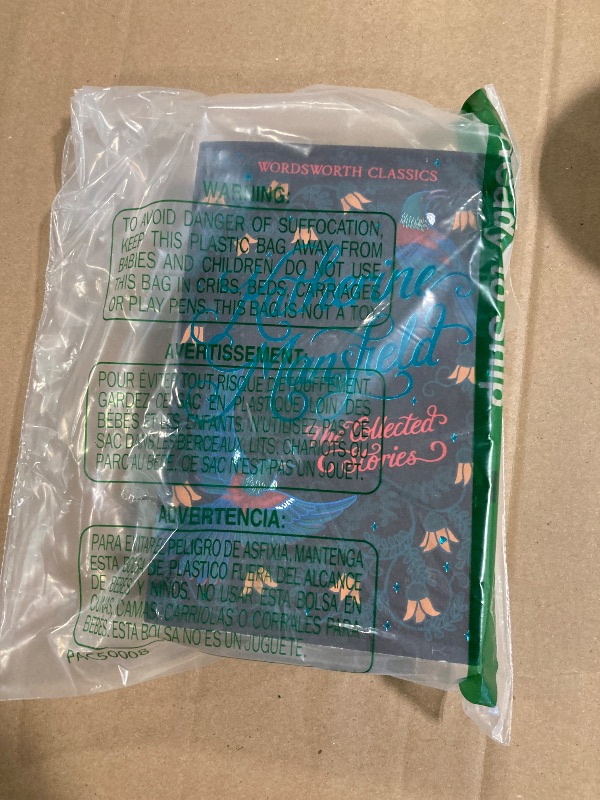 WORDSWORTH CLASSICS
Katherine
Mansfield
The Collected
Stories
WARNING:
TO AVOID DANGER OF SUFFOCATION,
KEEP THIS PLASTIC BAG AWAY FROM
BABIES AND CHILDREN. DO NOT USE
THIS BAG IN CRIBS, BEDS, CARRIAGES
OR PLAY PENS. THIS BAG IS NOT A TOY.
AVERTISSEMENT:
POUR ÉVITER TOUT RISQUE D'ÉTOUFFEMENT,
GARDEZ CE SAC EN PLASTIQUE LOIN DES
BÉBÉS ET DES ENFANTS. N'UTILISEZ PAS CE
SAC DANS LES BERCEAUX, LITS, CHARIOTS OU
PARC AU BÉBÉ. CE SAC N'EST PAS UN JOUET.
ADVERTENCIA:
PARA EVITAR EL PELIGRO DE ASFIXIA, MANTENGA
ESTA BOLSA DE PLASTICO FUERA DEL ALCANCE
DE BEBES Y NIÑOS. NO USAR ESTA BOLSA EN
CUNAS, CAMAS, CARRIOLAS O CORRALES PARA
BEBES. ESTA BOLSA NO ES UN JUGUETE.
PAC50008